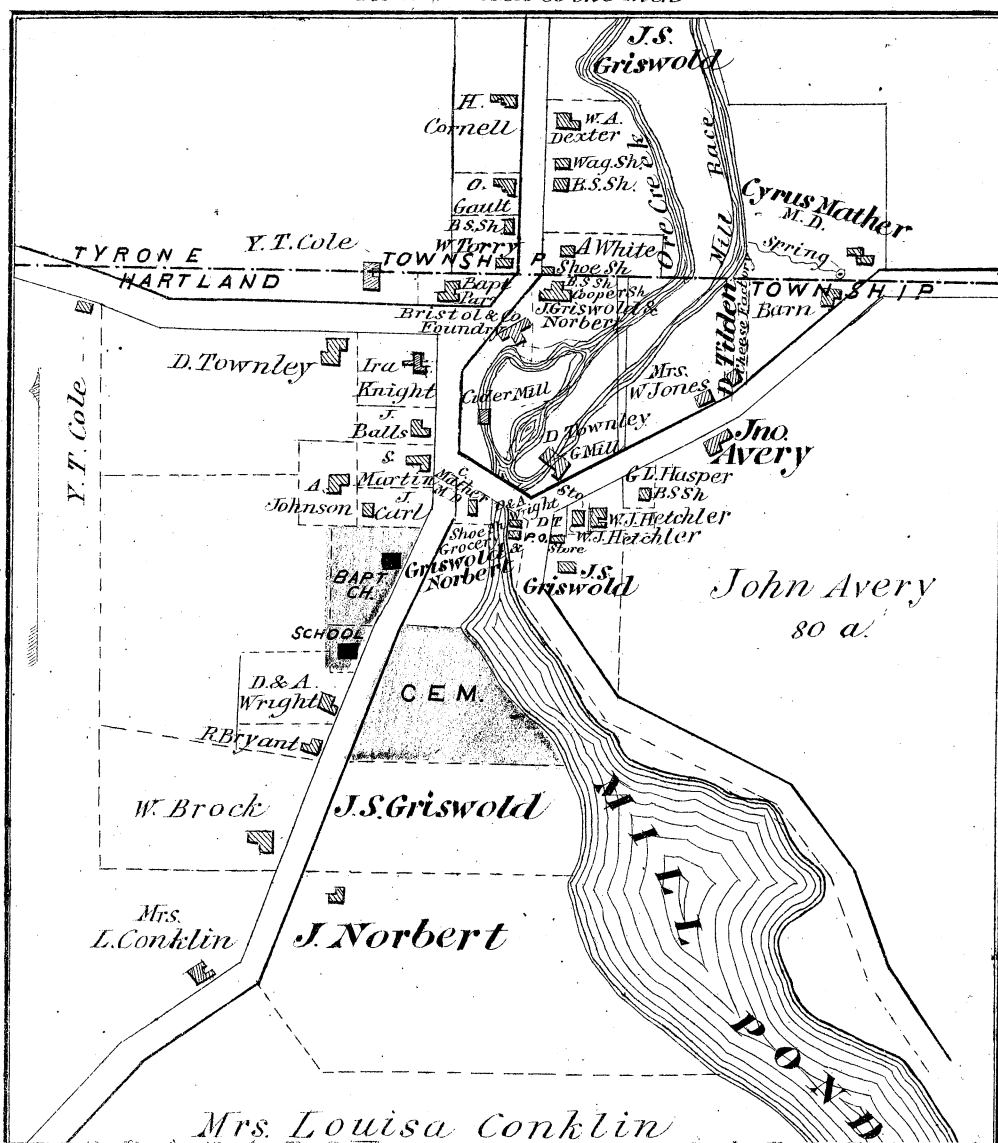 J.S.
Griswold
H.
Cornell
W.A.
Dexter
Wag.Sh.
B.S.Sh.
O.
Gault
B.S.Sh
W.Torry
Ore Creek
Mill Race
Cyrus Mather
M.D.
Spring
Y.T.Cole
A White
Shoe Sh
TYRONE TOWNSHIP
HARTLAND TOWNSHIP
Bapt
Par
B.S Sh
Cooper Sh
J.Griswold &
Norbert
Bristol & Co
Foundry
Barn
D. Tilden
Cheese Factory
D. Townley
Ira
Knight
Cider Mill
Mrs.
W Jones
Y. T. Cole
J.
Balls
D Townley
G Mill
Jno.
Avery
S.
Martin
C.
Mather
M D
G L. Hasper
B S Sh
A.
Johnson
J.
Curl
D & A
Wright
Sto
D T
P.O.
&
Store
W.J. Hetchler
W. J. Hetchler
Shoe
Grocery
Griswold
Norbert
J.S.
Griswold
BAPT
CH.
John Avery
80 a.
SCHOOL
CEM.
D.& A.
Wright
R.Bryant
W. Brock
J.S.Griswold
MILL POND
Mrs.
L.Conklin
J. Norbert
Mrs. Louisa Conklin